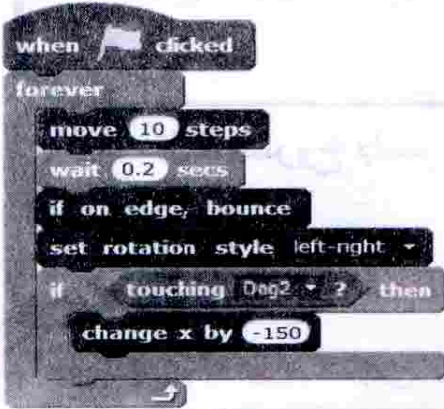 when clicked
forever
move 10 steps
wait 0.2 secs
if on edge, bounce
set rotation style left-right
if touching Dog2 ? then
change x by -150